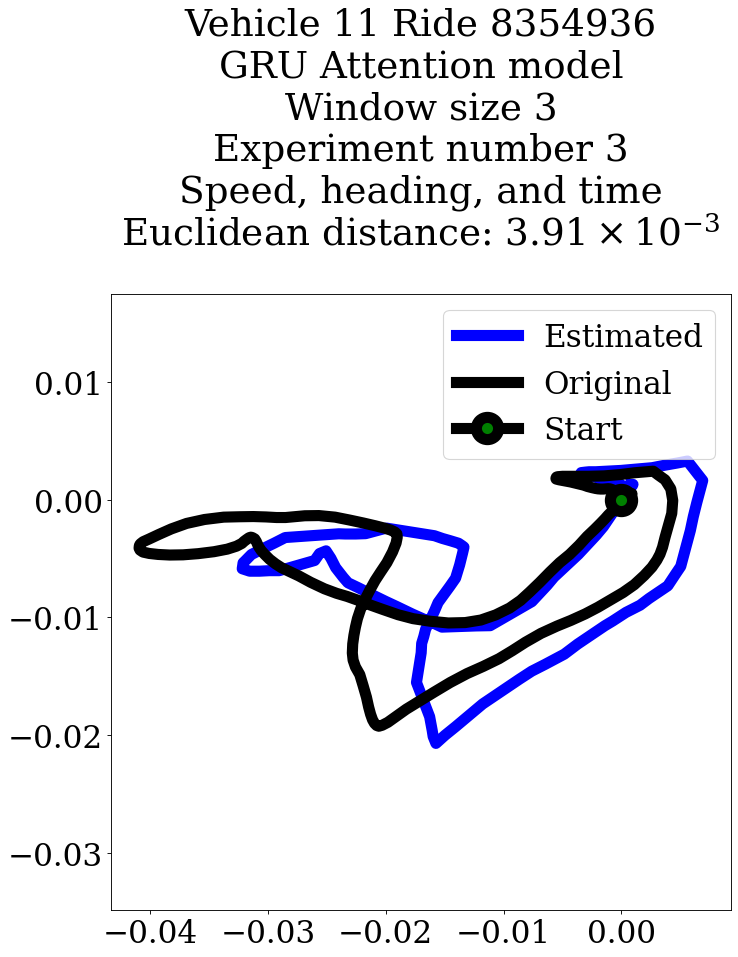 Vehicle 11 Ride 8354936
GRU Attention model
Window size 3
Experiment number 3
Speed, heading, and time
Euclidean distance: 3.91 × 10⁻³
Estimated
Original
Start
0.01
0.00
−0.01
−0.02
−0.03
−0.04 −0.03 −0.02 −0.01 0.00